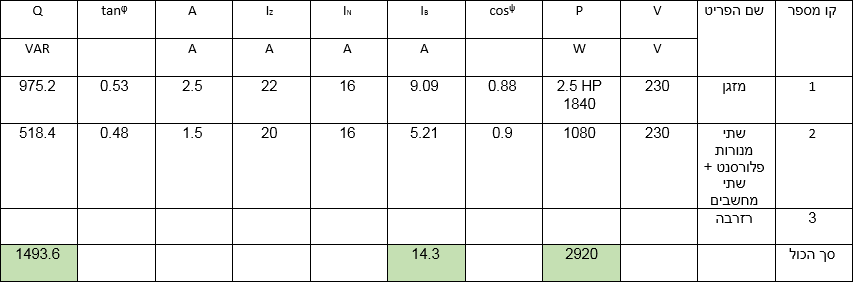 קו מספר שם הפריט V P cosᵠ I_B I_N I_Z A tanᵠ Q
V W A A A A VAR
1 מזגן 230 2.5 HP 0.88 9.09 16 22 2.5 0.53 975.2
1840
2 שתי 230 1080 0.9 5.21 16 20 1.5 0.48 518.4
מנורות
פלורסנט +
שתי
מחשבים
3 רזרבה
סך הכול 2920 14.3 1493.6